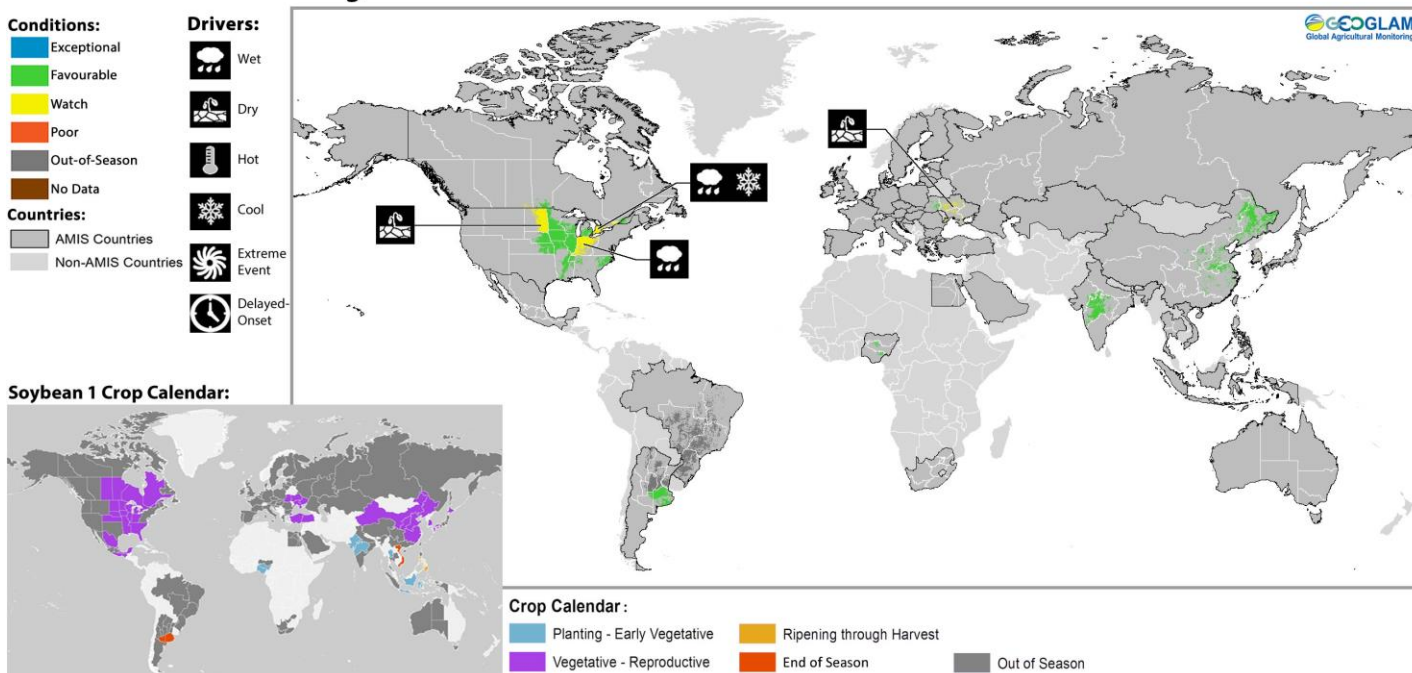 Conditions:
Exceptional
Favourable
Watch
Poor
Out-of-Season
No Data
Countries:
AMIS Countries
Non-AMIS Countries
Drivers:
Wet
Dry
Hot
Cool
Extreme
Event
Delayed-
Onset
GEOGLAM
Global Agricultural Monitoring
Soybean 1 Crop Calendar:
Crop Calendar :
Planting - Early Vegetative
Vegetative - Reproductive
Ripening through Harvest
End of Season
Out of Season